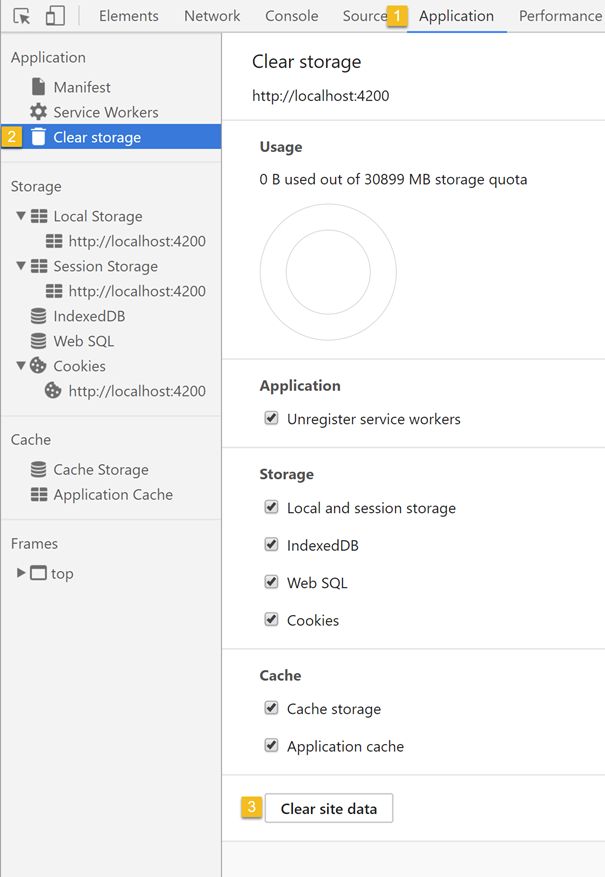 Elements Network Console Source 1 Application Performance
Application
Manifest
Service Workers
2 Clear storage
Storage
Local Storage
http://localhost:4200
Session Storage
http://localhost:4200
IndexedDB
Web SQL
Cookies
http://localhost:4200
Cache
Cache Storage
Application Cache
Frames
top
Clear storage
http://localhost:4200
Usage
0 B used out of 30899 MB storage quota
Application
Unregister service workers
Storage
Local and session storage
IndexedDB
Web SQL
Cookies
Cache
Cache storage
Application cache
3 Clear site data